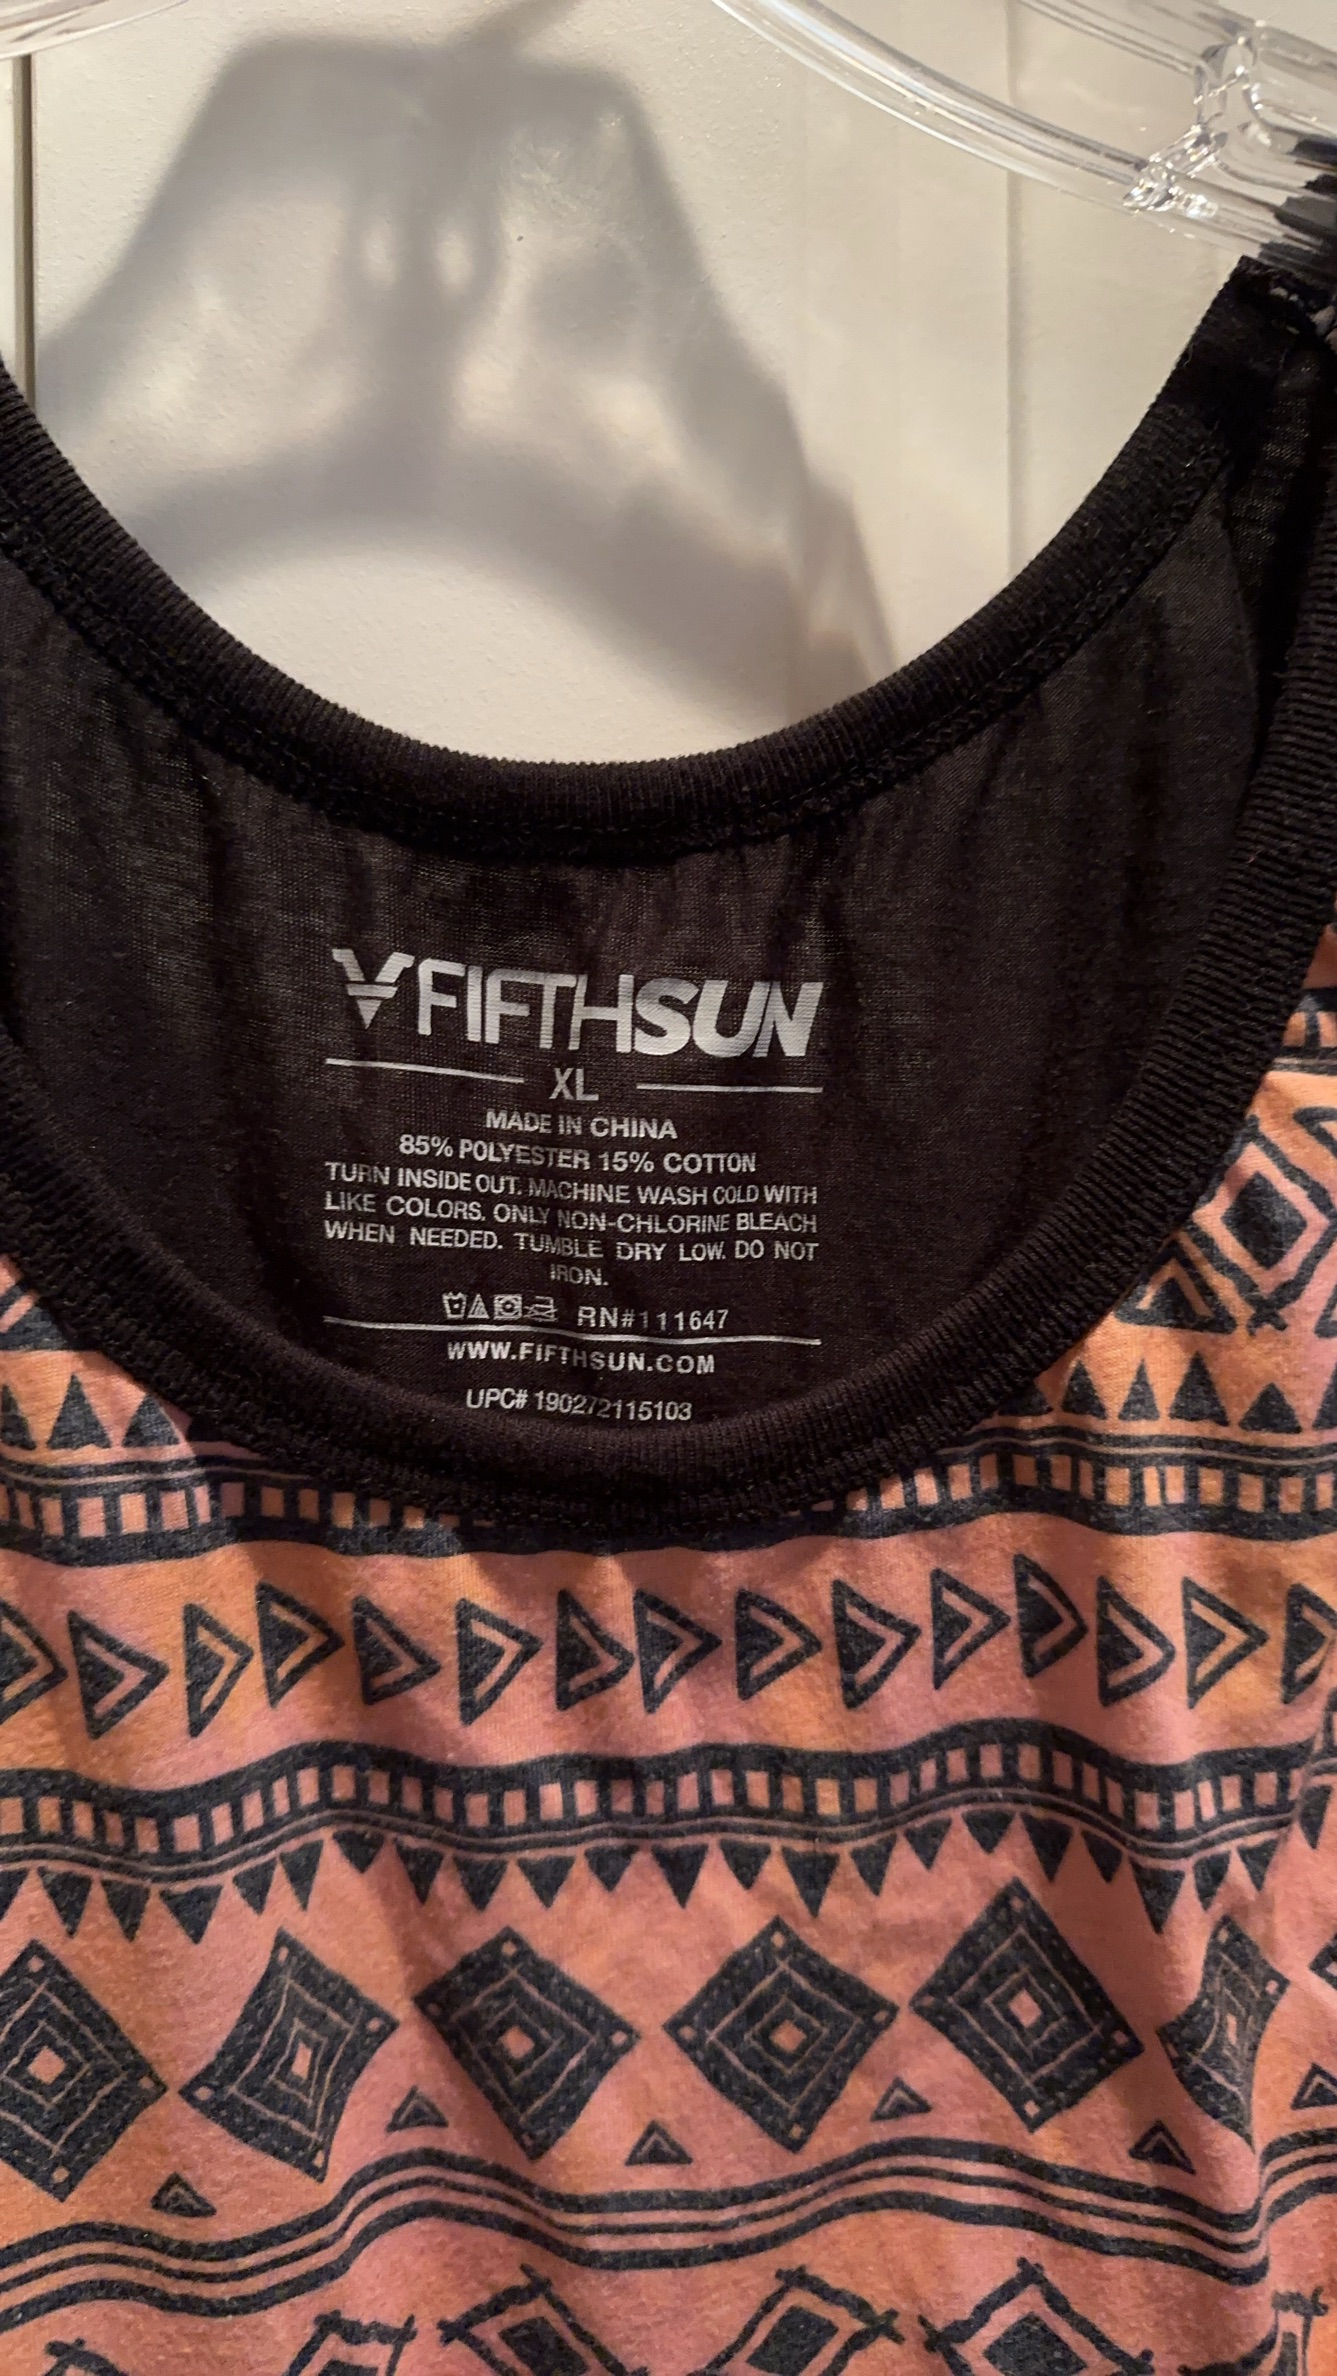 FIFTHSUN
XL
MADE IN CHINA
85% POLYESTER 15% COTTON
TURN INSIDE OUT. MACHINE WASH COLD WITH
LIKE COLORS. ONLY NON-CHLORINE BLEACH
WHEN NEEDED. TUMBLE DRY LOW. DO NOT
IRON.
RN#111647
WWW.FIFTHSUN.COM
UPC# 190272115103